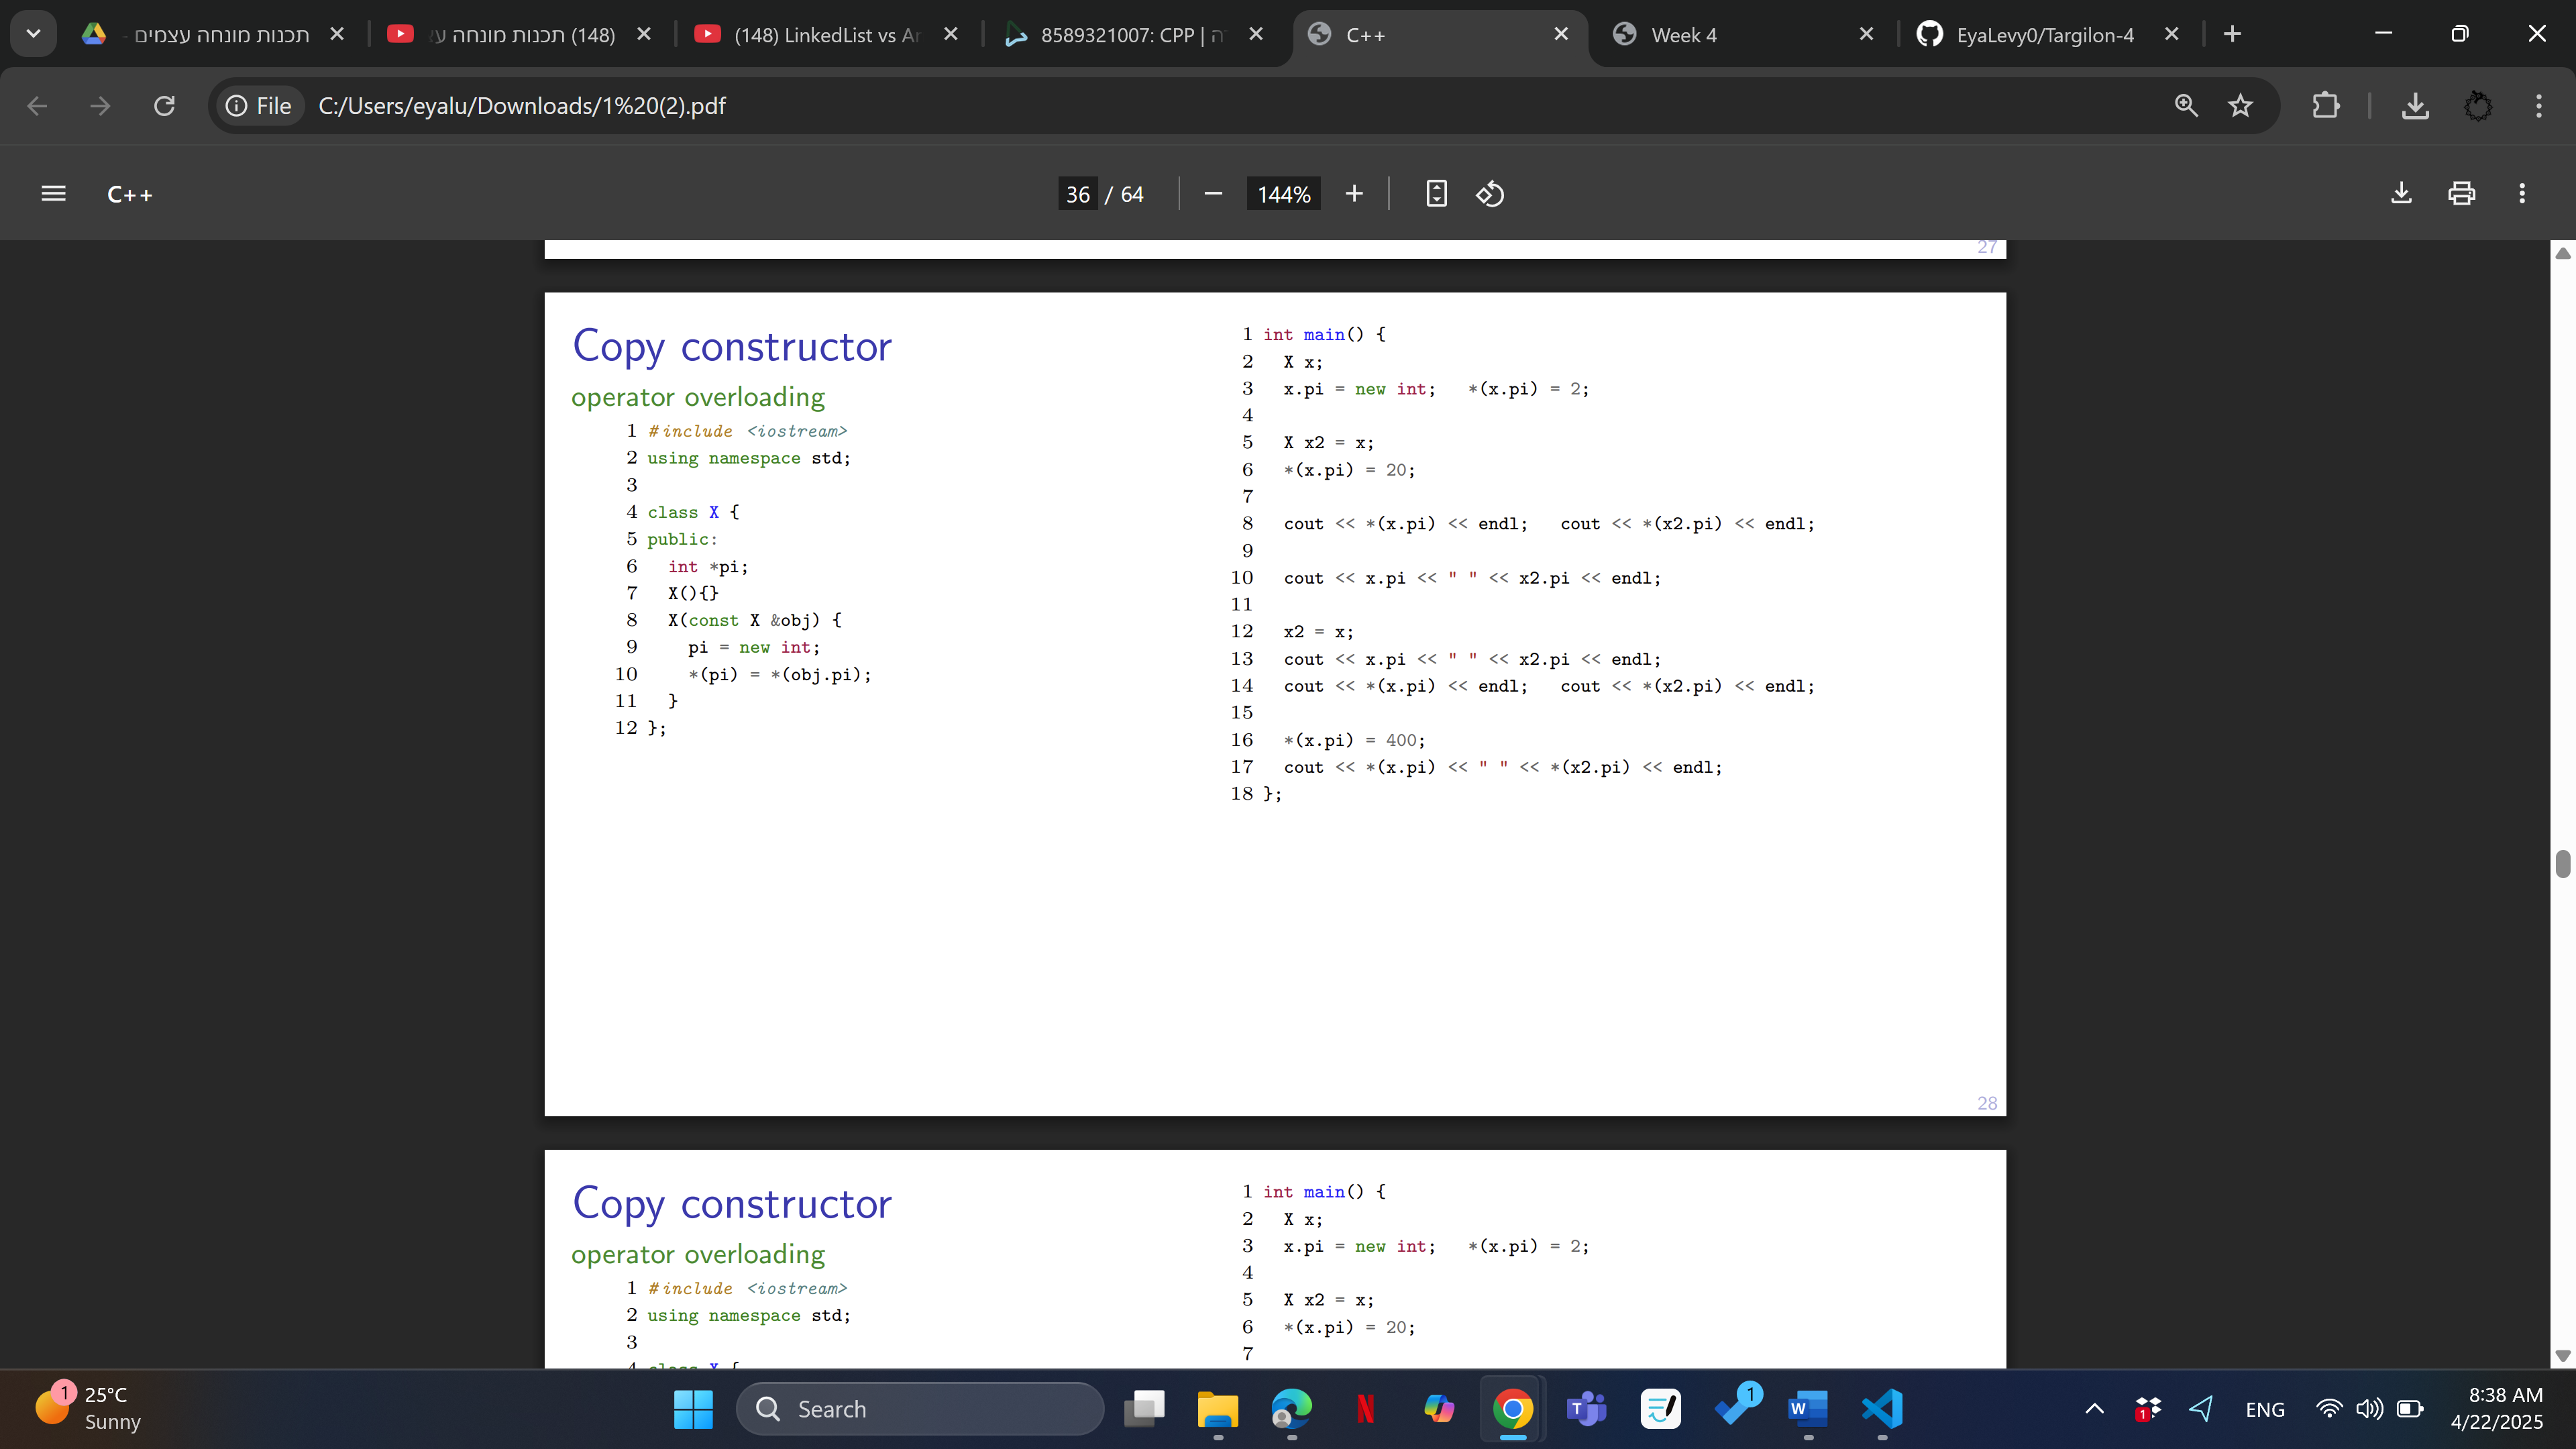 תכנות מונחה עצמים -
(148) תכנות מונחה ע
(148) LinkedList vs Ar
8589321007: CPP | ה
C++
Week 4
EyaLevy0/Targilon-4
File
C:/Users/eyalu/Downloads/1%20(2).pdf
C++
36 / 64
144%
27
Copy constructor
operator overloading
1 #include <iostream>
2 using namespace std;
3
4 class X {
5 public:
6 int *pi;
7 X(){}
8 X(const X &obj) {
9 pi = new int;
10 *(pi) = *(obj.pi);
11 }
12 };
1 int main() {
2 X x;
3 x.pi = new int; *(x.pi) = 2;
4
5 X x2 = x;
6 *(x.pi) = 20;
7
8 cout << *(x.pi) << endl; cout << *(x2.pi) << endl;
9
10 cout << x.pi << " " << x2.pi << endl;
11
12 x2 = x;
13 cout << x.pi << " " << x2.pi << endl;
14 cout << *(x.pi) << endl; cout << *(x2.pi) << endl;
15
16 *(x.pi) = 400;
17 cout << *(x.pi) << " " << *(x2.pi) << endl;
18 };
28
Copy constructor
operator overloading
1 #include <iostream>
2 using namespace std;
3
4 class X {
1 int main() {
2 X x;
3 x.pi = new int; *(x.pi) = 2;
4
5 X x2 = x;
6 *(x.pi) = 20;
7
1
25°C
Sunny
Search
N
T
1
W
1
ENG
8:38 AM
4/22/2025